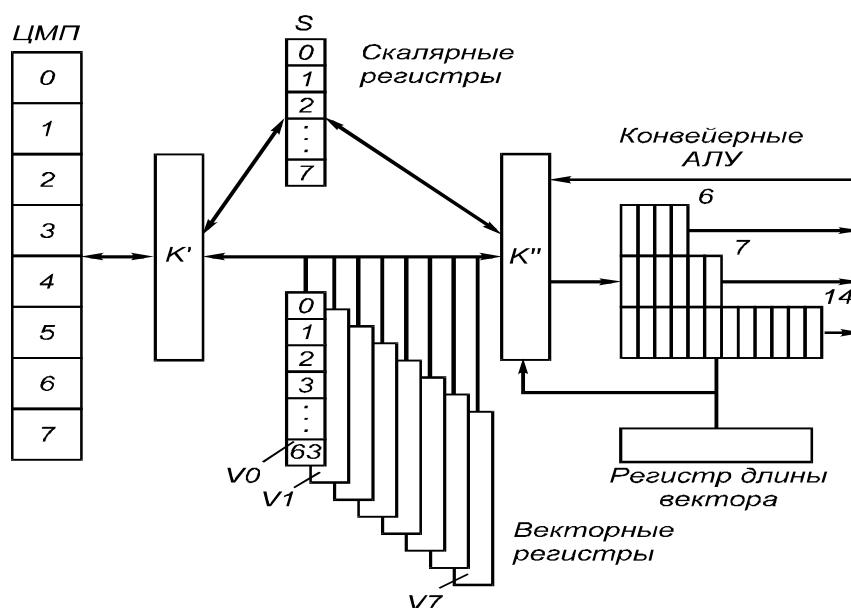 ЦМП
0
1
2
3
4
5
6
7
K'
S
0
1
2
7
Скалярные
регистры
0
1
2
3
63
V0
V1
V7
Векторные
регистры
K"
Конвейерные
АЛУ
6
7
14
Регистр длины
вектора